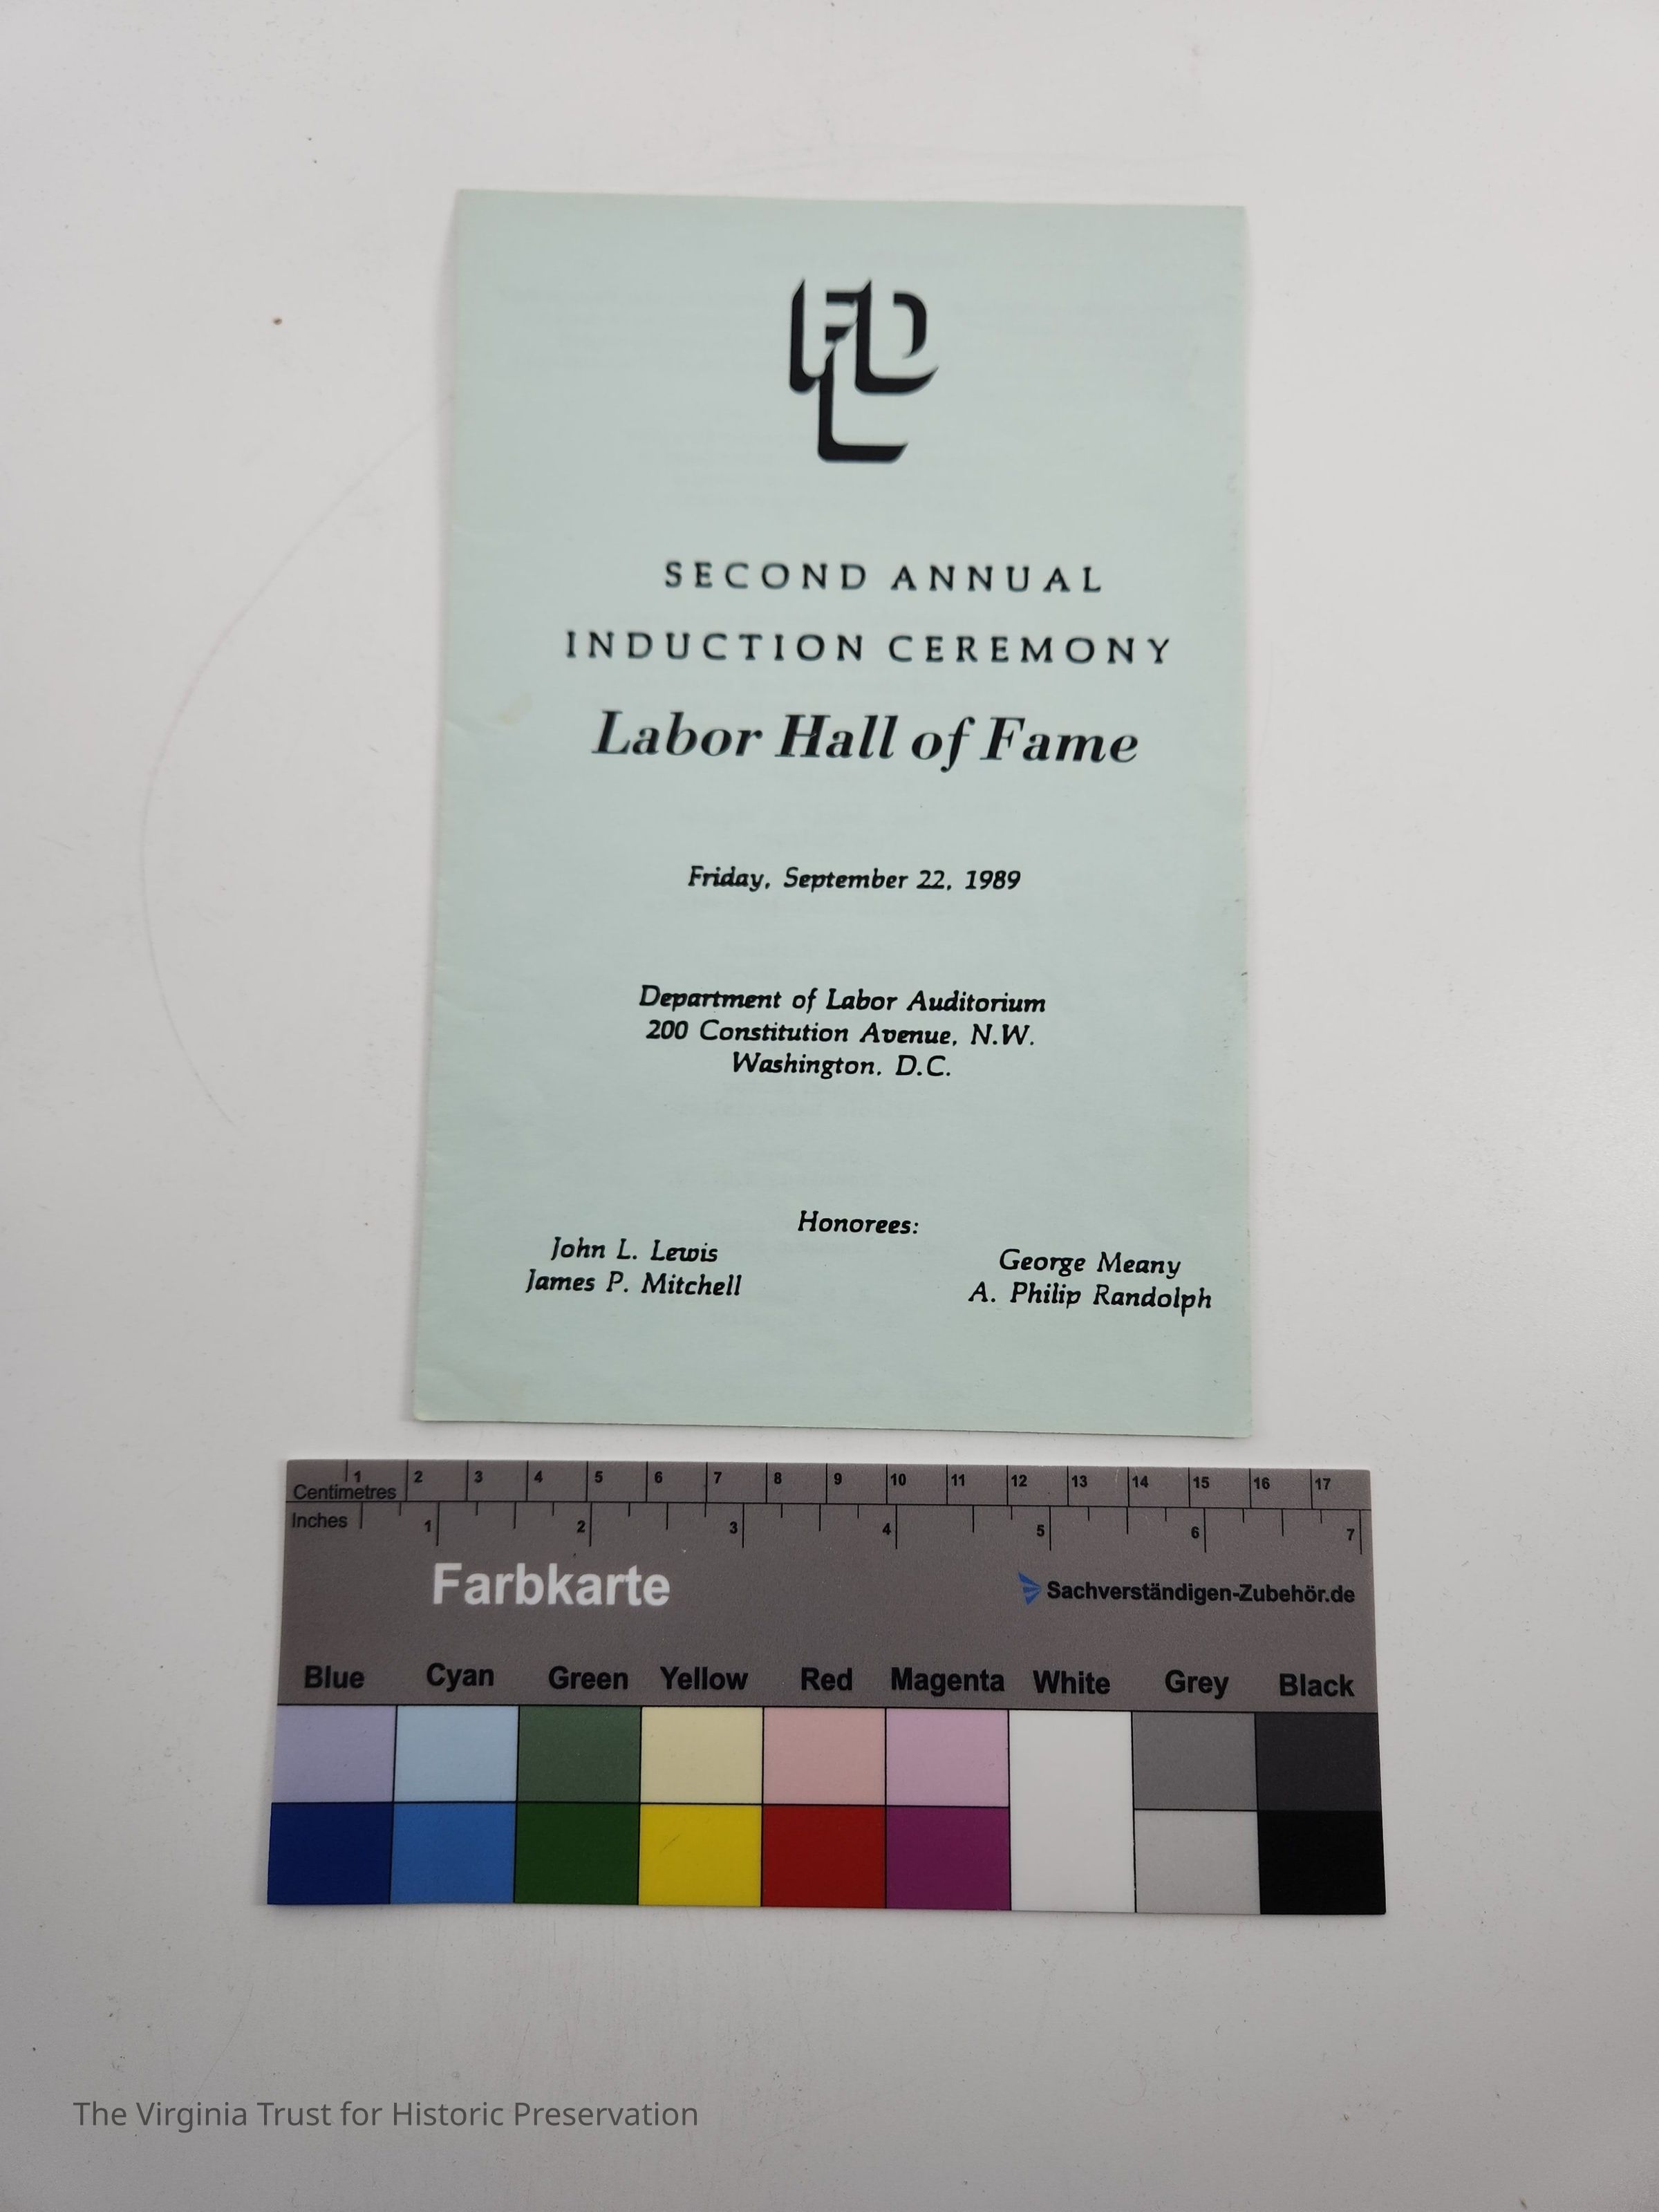 FDL
SECOND ANNUAL
INDUCTION CEREMONY
Labor Hall of Fame
Friday, September 22, 1989
Department of Labor Auditorium
200 Constitution Avenue, N.W.
Washington, D.C.
Honorees:
John L. Lewis
James P. Mitchell
George Meany
A. Philip Randolph
1 2 3 4 5 6 7 8 9 10 11 12 13 14 15 16 17
Centimetres
Inches
1 2 3 4 5 6 7
Farbkarte
Sachverständigen-Zubehör.de
Blue Cyan Green Yellow Red Magenta White Grey Black
The Virginia Trust for Historic Preservation